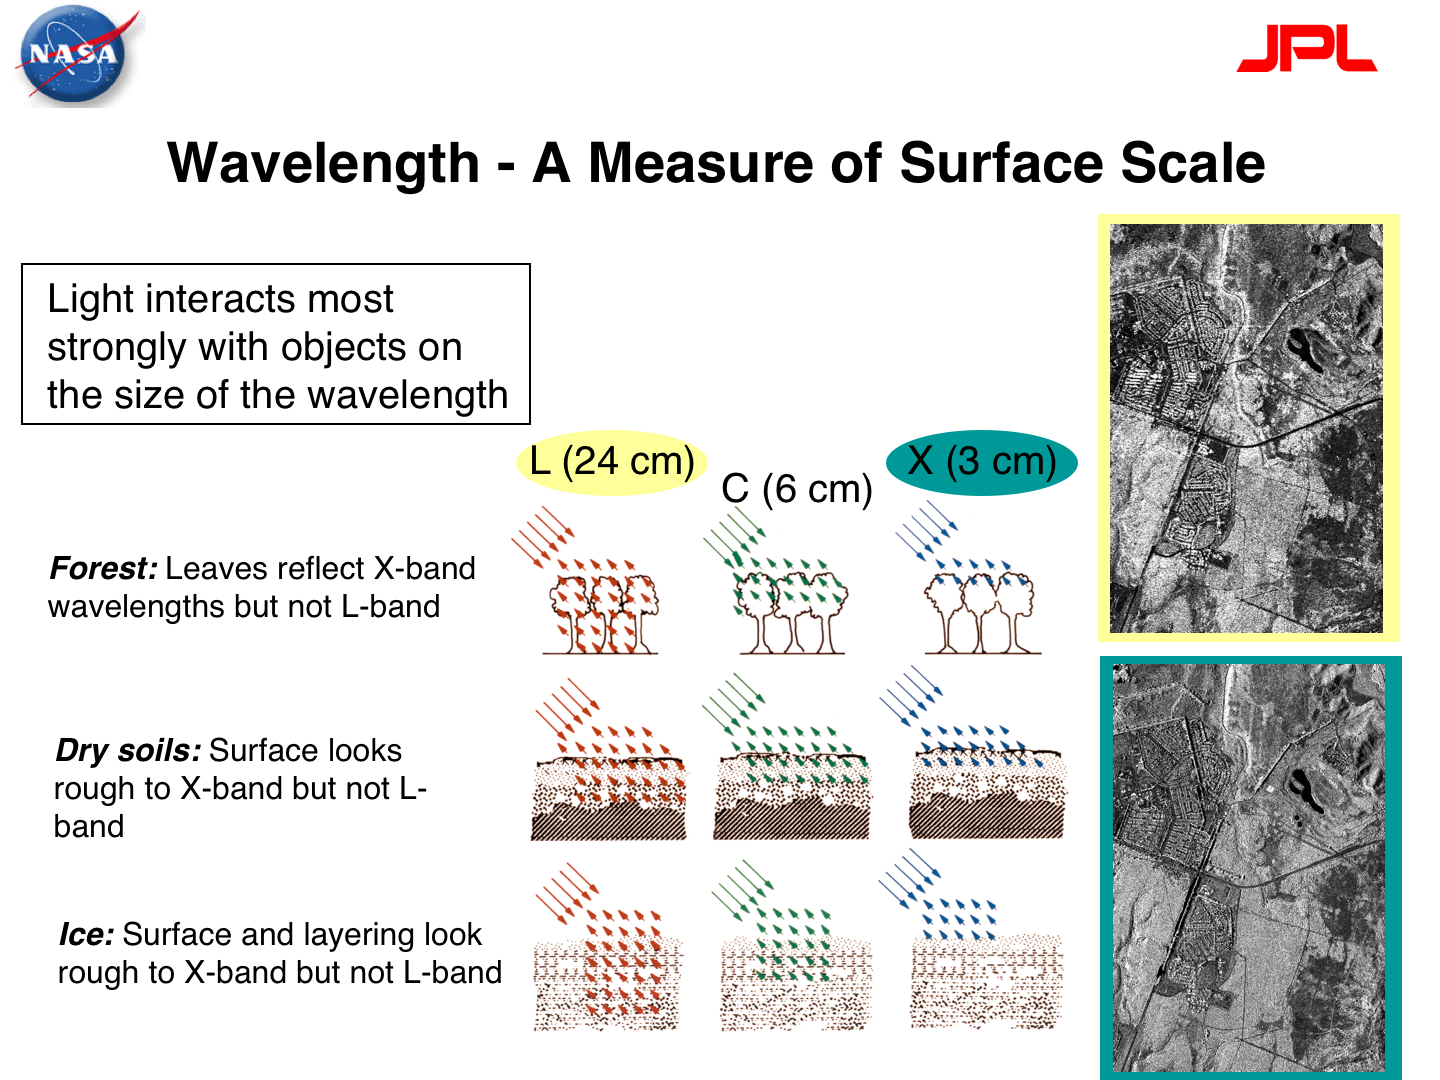 NASA
JPL
Wavelength - A Measure of Surface Scale
Light interacts most
strongly with objects on
the size of the wavelength
L (24 cm)
C (6 cm)
X (3 cm)
Forest: Leaves reflect X-band
wavelengths but not L-band
Dry soils: Surface looks
rough to X-band but not L-
band
Ice: Surface and layering look
rough to X-band but not L-band